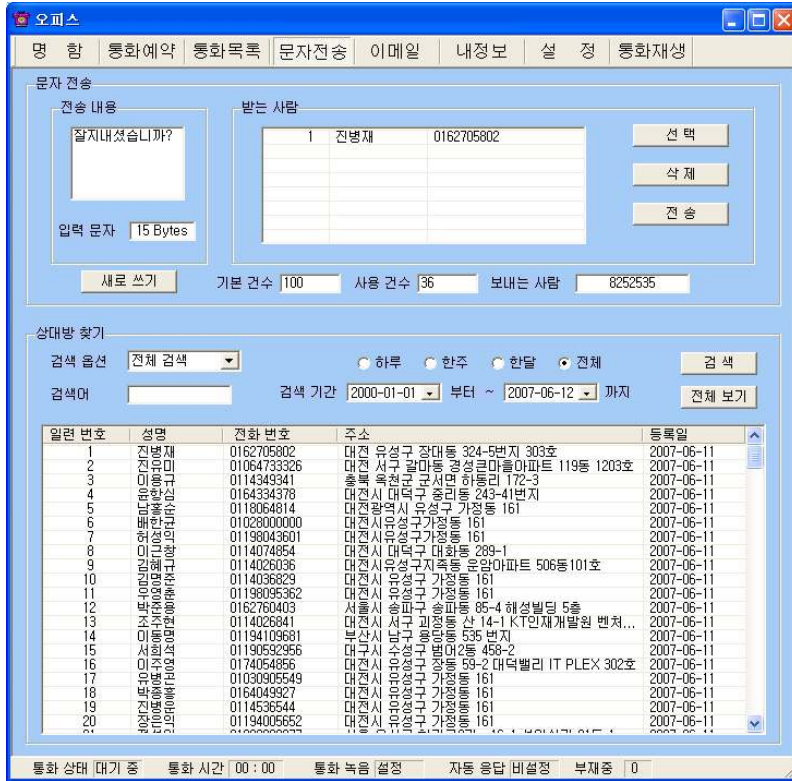 오피스
명 함 통화예약 통화목록 문자전송 이메일 내정보 설 정 통화재생
문자 전송
전송 내용
잘지내셨습니까?
입력 문자 15 Bytes
새로 쓰기
받는 사람
1 진병재 0162705802
선 택
삭 제
전 송
기본 건수 100 사용 건수 36 보내는 사람 8252535
상대방 찾기
검색 옵션 전체 검색 하루 한주 한달 전체 검 색
검색어 검색 기간 2000-01-01 부터 ~ 2007-06-12 까지 전체 보기
일련 번호 성명 전화 번호 주소 등록일
1 진병재 0162705802 대전 유성구 장대동 324-5번지 303호 2007-06-11
2 진유미 01064733326 대전 서구 갈마동 경성큰마을아파트 119동 1203호 2007-06-11
3 이용규 0114349341 충북 옥천군 군서면 하동리 172-3 2007-06-11
4 윤항심 0164334378 대전시 대덕구 중리동 243-41번지 2007-06-11
5 남홍순 0118064814 대전광역시 유성구 가정동 161 2007-06-11
6 배한균 01028000000 대전시유성구가정동 161 2007-06-11
7 허성익 01198043601 대전시유성구가정동 161 2007-06-11
8 이근창 0114074854 대전시 대덕구 대화동 289-1 2007-06-11
9 김혜규 0114026036 대전시유성구지족동 운암아파트 506동101호 2007-06-11
10 김명준 0114036829 대전시 유성구 가정동 161 2007-06-11
11 우영춘 01198095362 대전시 유성구 가정동 161 2007-06-11
12 박준용 0162760403 서울시 송파구 송파동 85-4 해성빌딩 5층 2007-06-11
13 조주현 0114026841 대전시 서구 괴정동 산 14-1 KT인재개발원 벤처... 2007-06-11
14 이동명 01194109681 부산시 남구 용당동 535 번지 2007-06-11
15 서희석 01190592956 대구시 수성구 범어2동 458-2 2007-06-11
16 이주영 0174054856 대전시 유성구 장동 59-2 대덕밸리 IT PLEX 302호 2007-06-11
17 유병곤 01030905549 대전시 유성구 가정동 161 2007-06-11
18 박종홍 0164049927 대전시 유성구 가정동 161 2007-06-11
19 진병운 0114536544 대전시 유성구 가정동 161 2007-06-11
20 장은익 01194005652 대전시 유성구 가정동 161 2007-06-11
통화 상태 대기 중 통화 시간 00 : 00 통화 녹음 설정 자동 응답 비설정 부재중 0